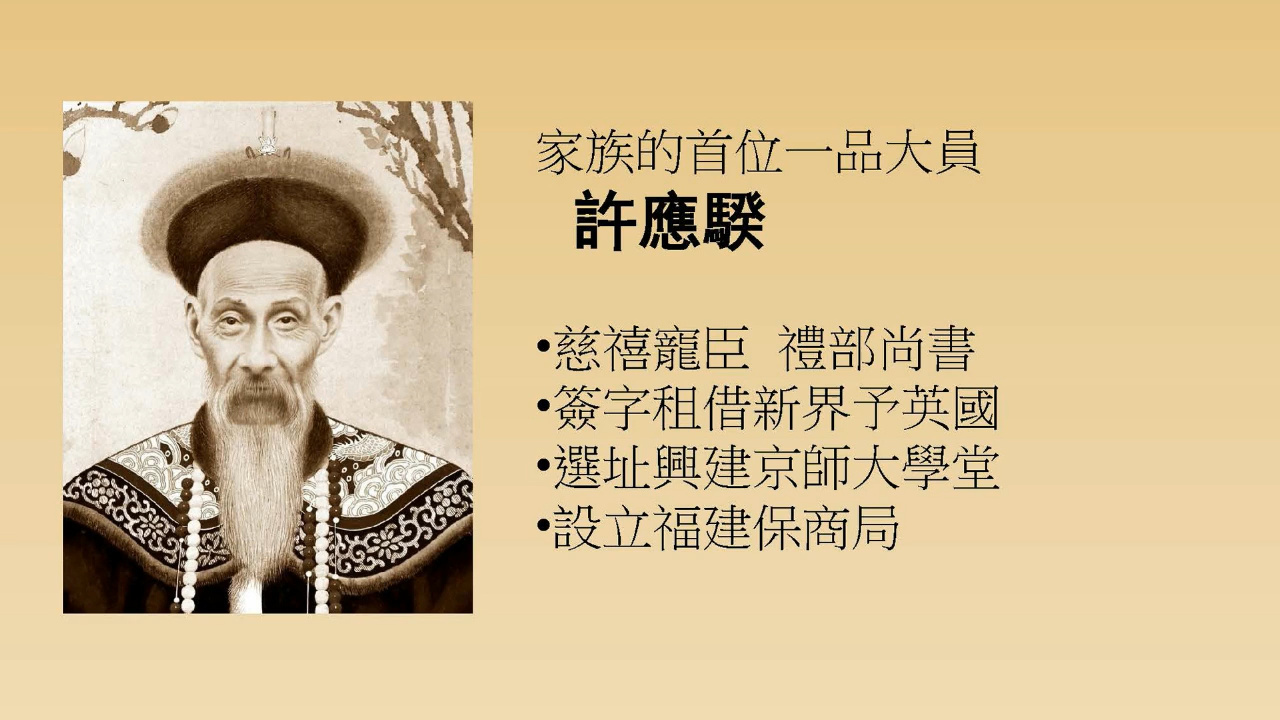 家族的首位一品大員
許應騤
•慈禧寵臣 禮部尚書
•簽字租借新界予英國
•選址興建京師大學堂
•設立福建保商局